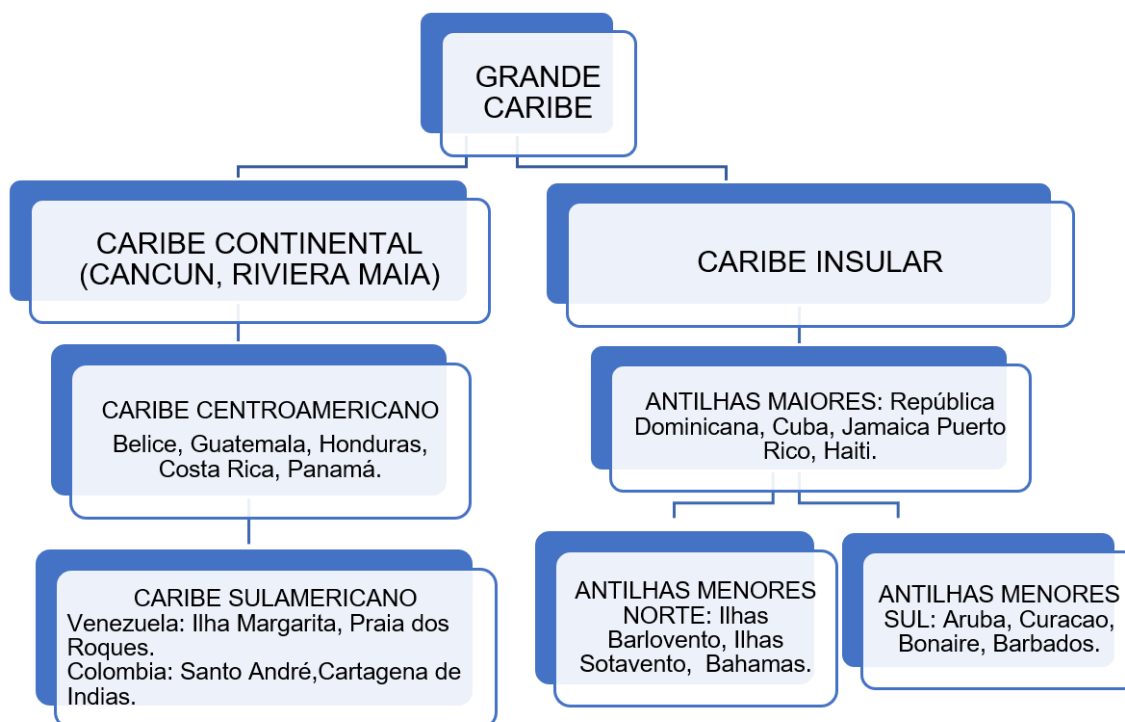 GRANDE
CARIBE
CARIBE CONTINENTAL
(CANCUN, RIVIERA MAIA)
CARIBE INSULAR
CARIBE CENTROAMERICANO
Belice, Guatemala, Honduras,
Costa Rica, Panamá.
ANTILHAS MAIORES: República
Dominicana, Cuba, Jamaica Puerto
Rico, Haiti.
CARIBE SULAMERICANO
Venezuela: Ilha Margarita, Praia dos
Roques.
Colombia: Santo André,Cartagena de
Indias.
ANTILHAS MENORES
NORTE: Ilhas
Barlovento, Ilhas
Sotavento, Bahamas.
ANTILHAS MENORES
SUL: Aruba, Curacao,
Bonaire, Barbados.